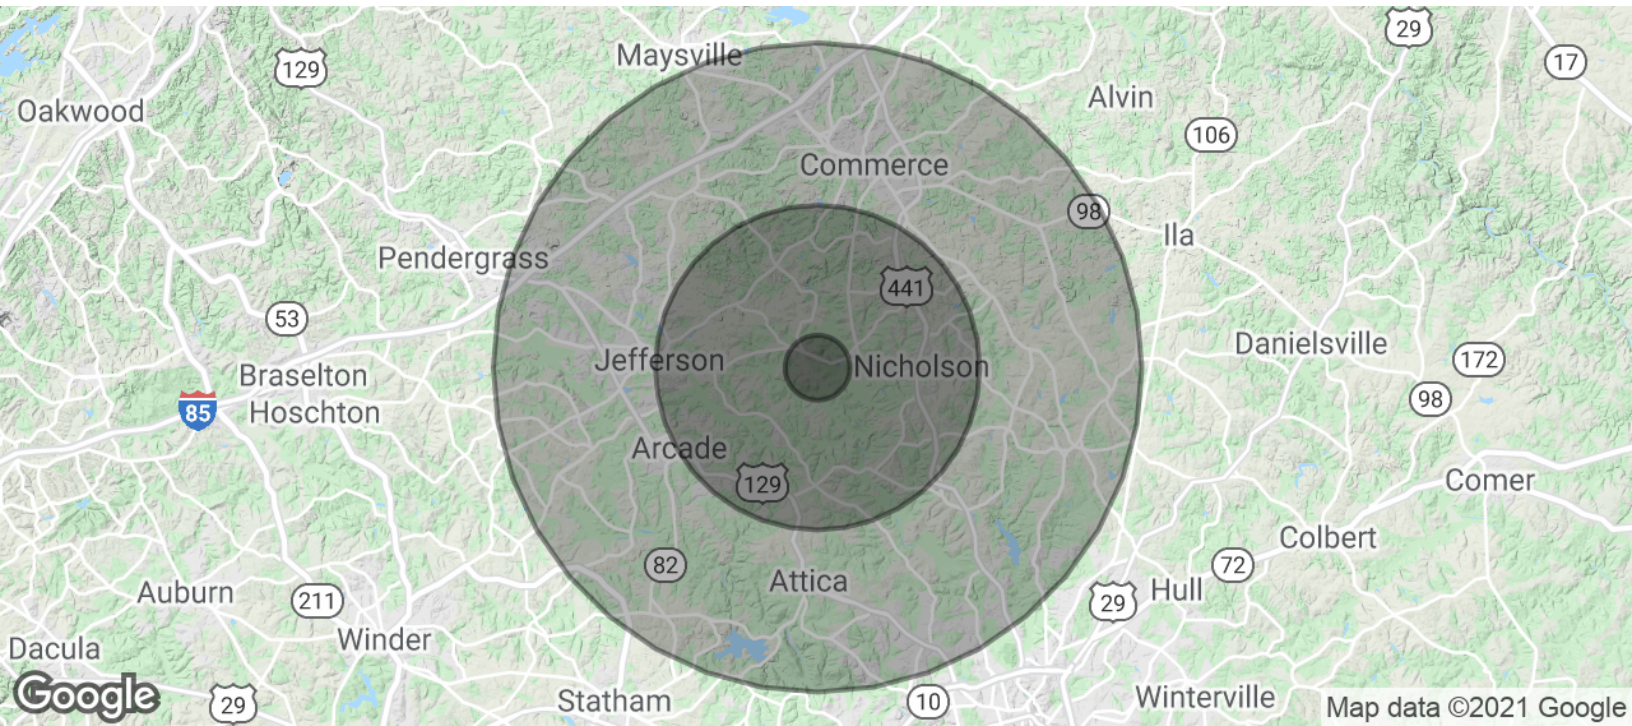 29
17
Maysville
129
Alvin
Oakwood
106
Commerce
98
Ila
Pendergrass
441
53
Danielsville
172
Jefferson
Nicholson
Braselton
98
85
Hoschton
Arcade
Comer
129
Colbert
82
72
Attica
Hull
Auburn
211
29
Winder
Dacula
Google
Winterville
Statham
10
29
Map data ©2021 Google